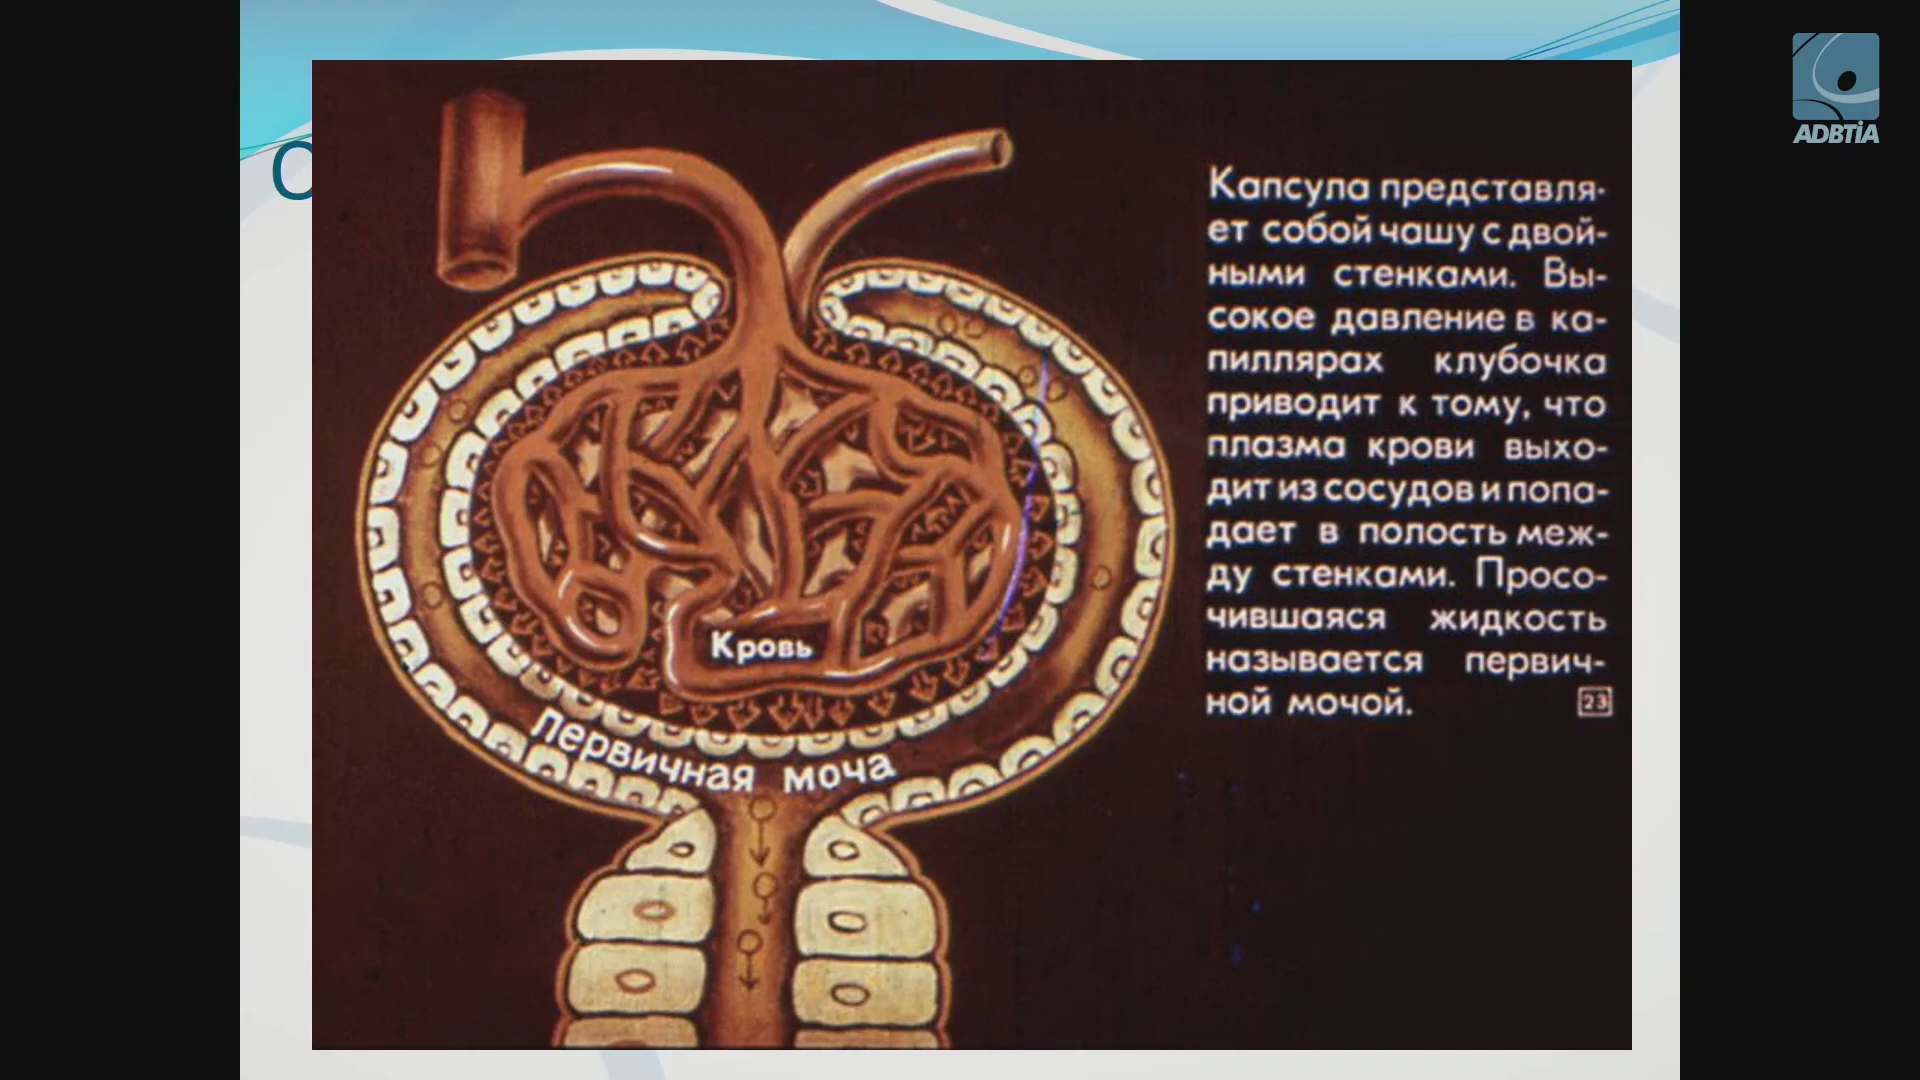 ADBTİA
О
Капсула представля-
ет собой чашу с двой-
ными стенками. Вы-
сокое давление в ка-
пиллярах клубочка
приводит к тому, что
плазма крови выхо-
дит из сосудов и попа-
дает в полость меж-
ду стенками. Просо-
чившаяся жидкость
называется первич-
ной мочой.
23
Кровь
Первичная моча